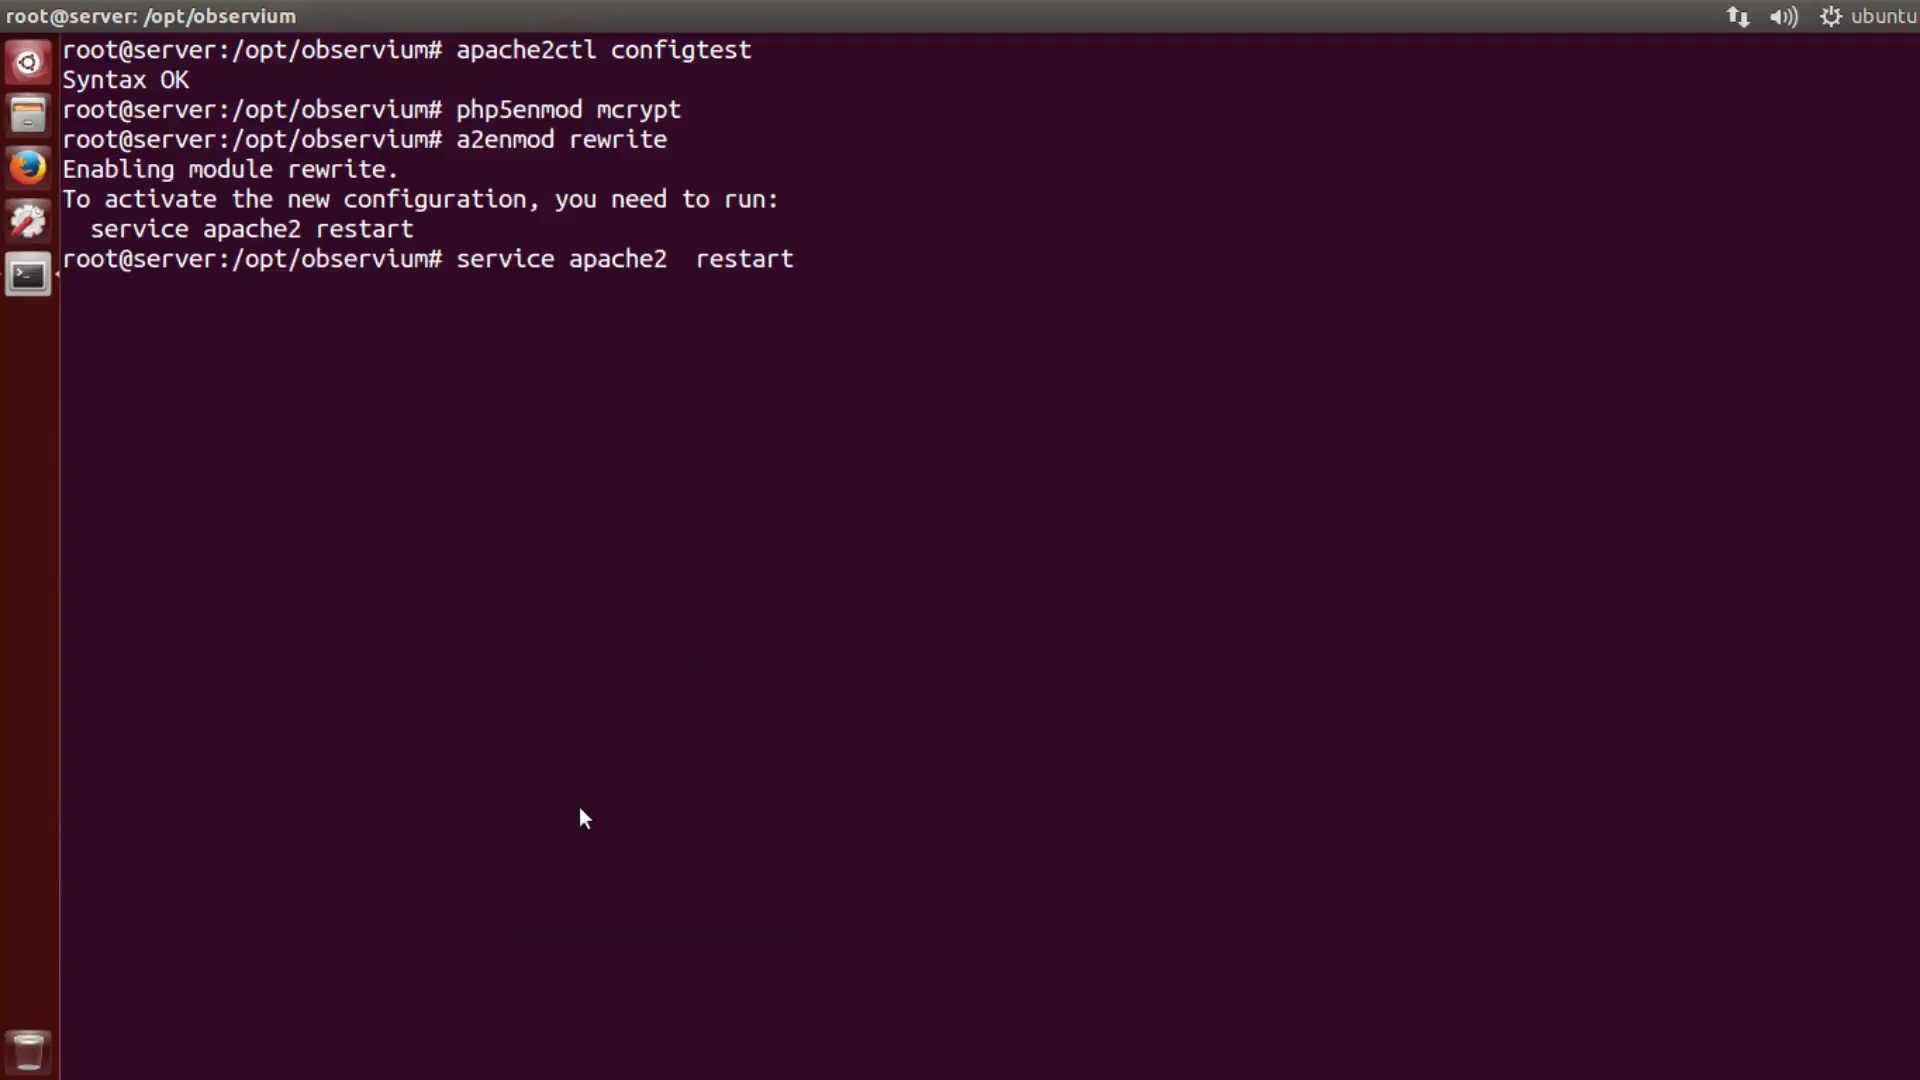 root@server: /opt/observium
ubuntu
root@server:/opt/observium# apache2ctl configtest
Syntax OK
root@server:/opt/observium# php5enmod mcrypt
root@server:/opt/observium# a2enmod rewrite
Enabling module rewrite.
To activate the new configuration, you need to run:
  service apache2 restart
root@server:/opt/observium# service apache2  restart